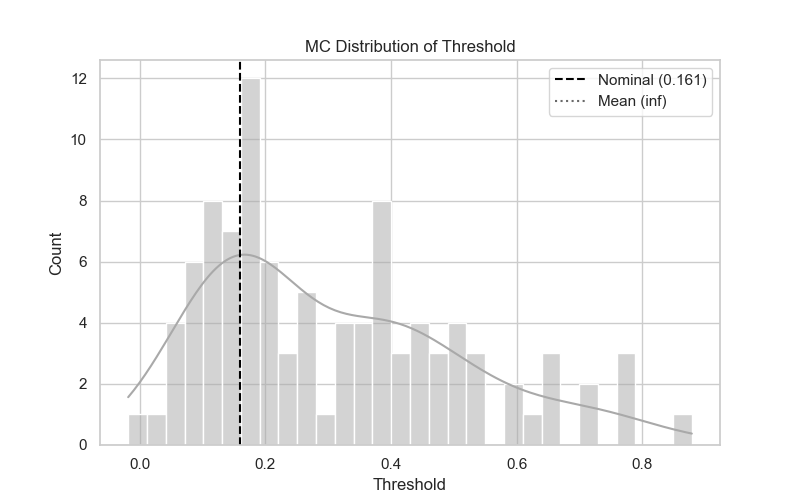 MC Distribution of Threshold
Nominal (0.161)
Mean (inf)
12
10
8
6
4
2
0
Count
0.0 0.2 0.4 0.6 0.8
Threshold